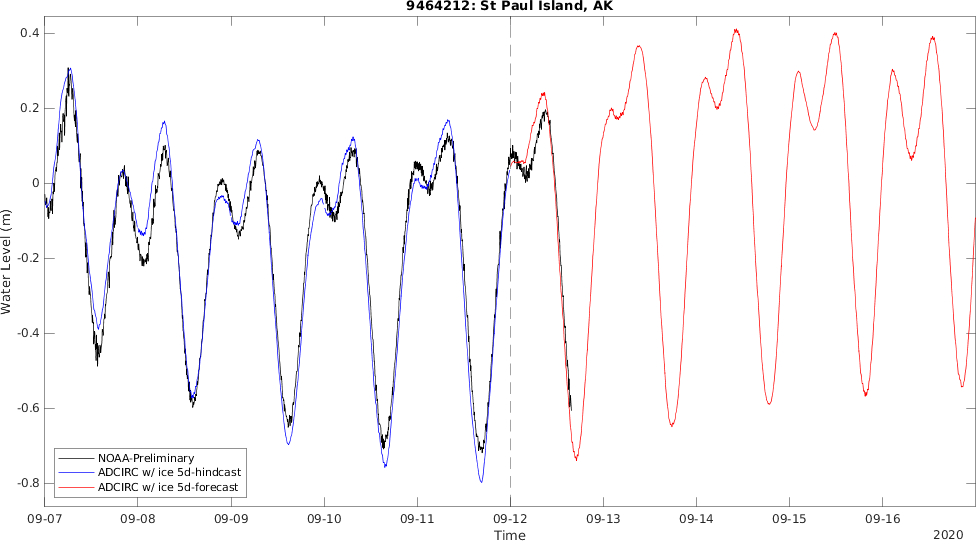 9464212: St Paul Island, AK
0.4
0.2
0
-0.2
-0.4
-0.6
-0.8
Water Level (m)
NOAA-Preliminary
ADCIRC w/ ice 5d-hindcast
ADCIRC w/ ice 5d-forecast
09-07 09-08 09-09 09-10 09-11 09-12 09-13 09-14 09-15 09-16
Time
2020